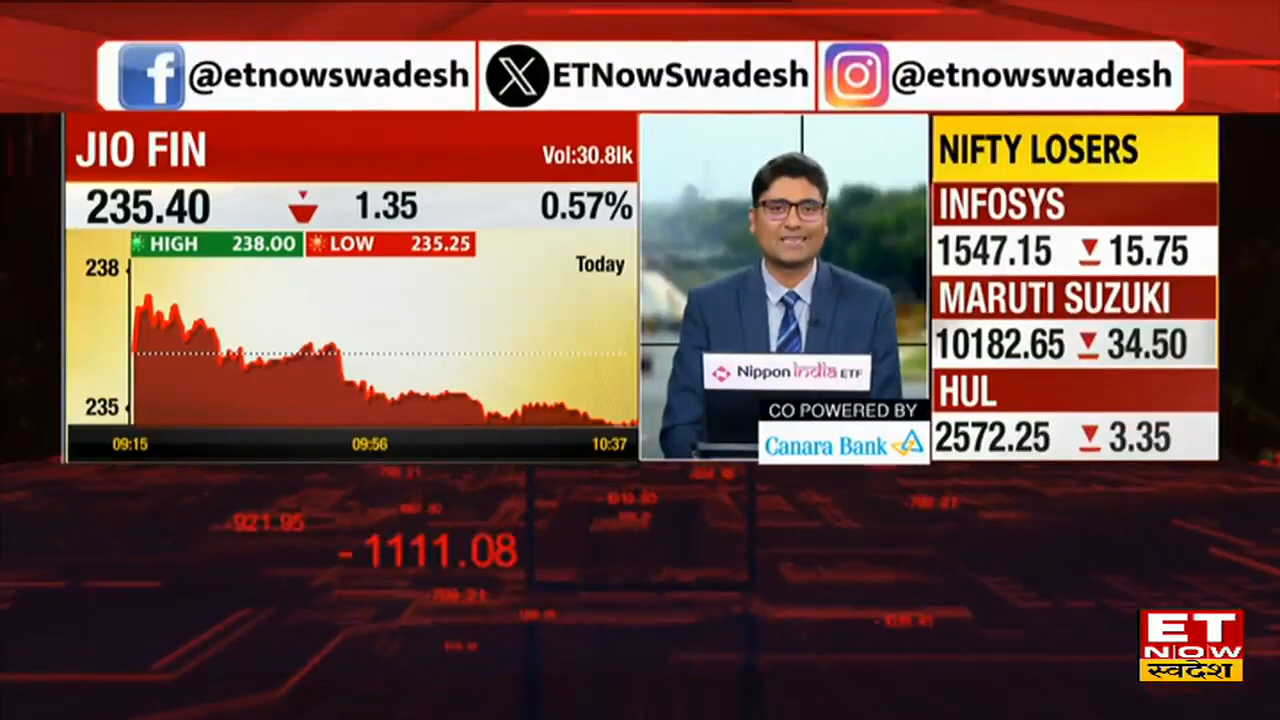 @etnowswadesh
ETNowSwadesh
@etnowswadesh
JIO FIN
Vol:30.8lk
235.40 1.35 0.57%
HIGH 238.00 LOW 235.25
Today
238
235
09:15 09:56 10:37
Nippon india ETF
CO POWERED BY
Canara Bank
NIFTY LOSERS
INFOSYS
1547.15 15.75
MARUTI SUZUKI
10182.65 34.50
HUL
2572.25 3.35
-921.95
- 1111.08
ET
NOW
स्वदेश